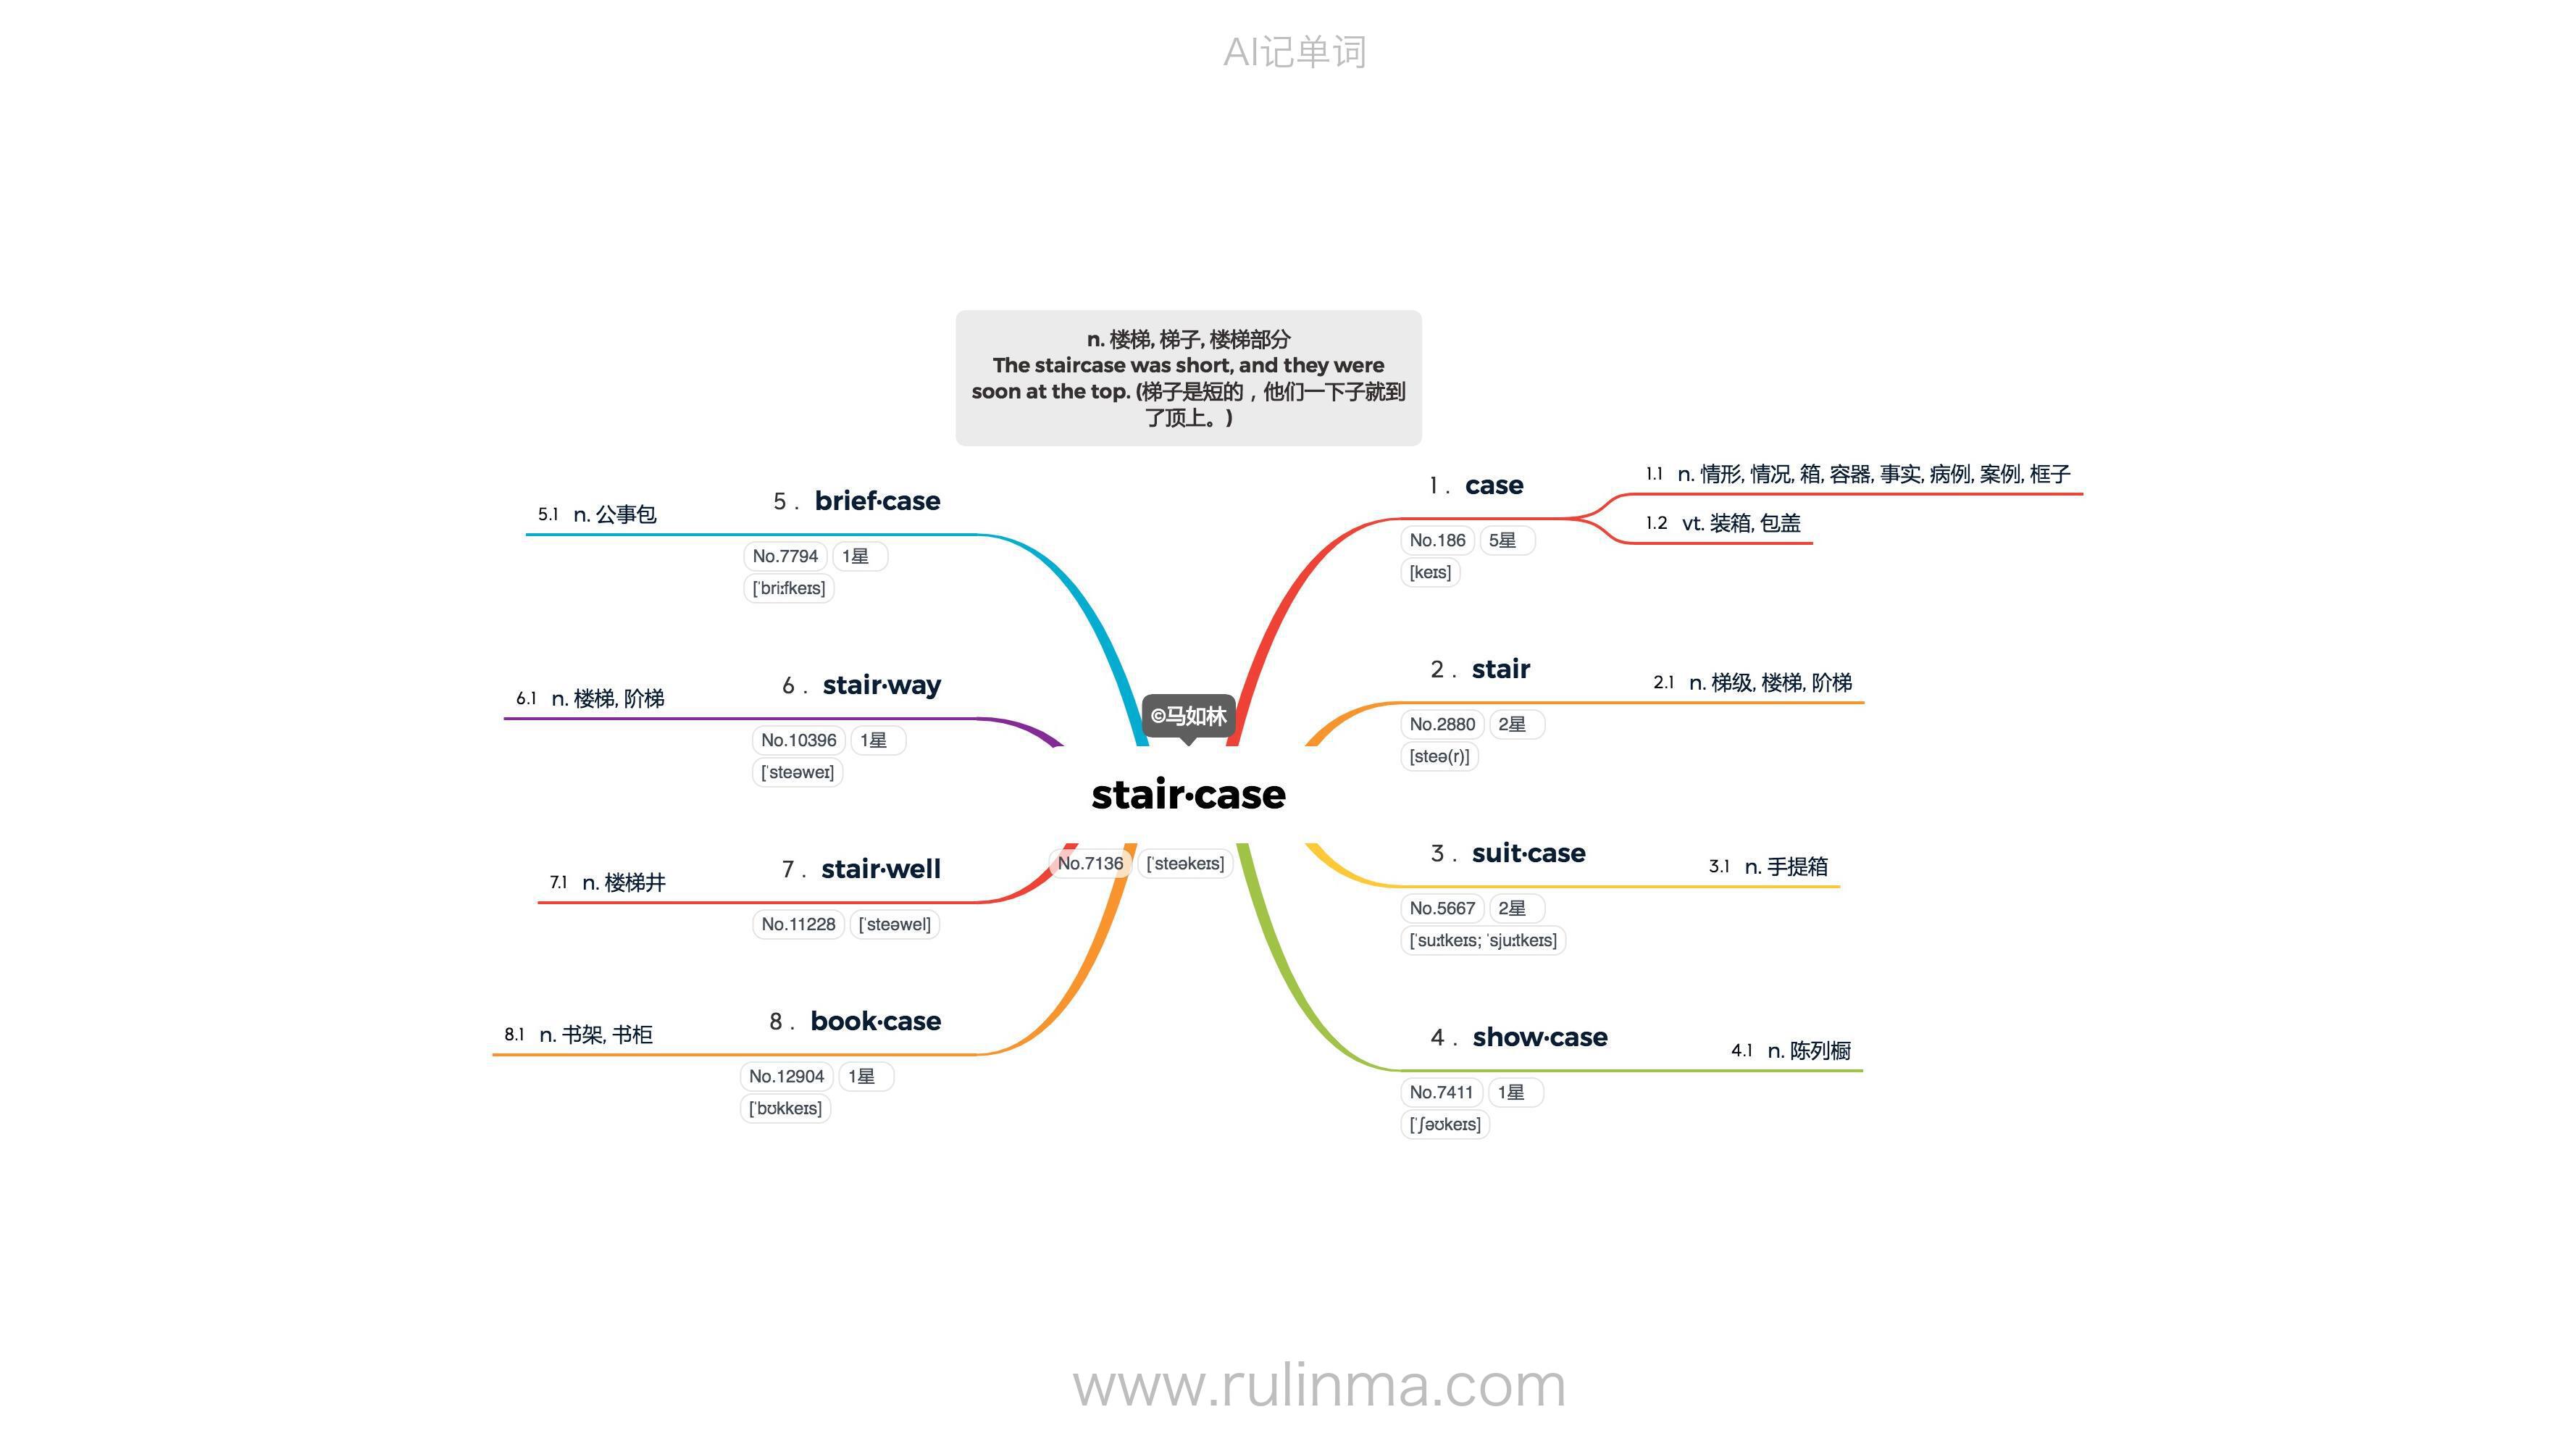 AI记单词
n. 楼梯, 梯子, 楼梯部分
The staircase was short, and they were
soon at the top. (梯子是短的，他们一下子就到
了顶上。)
©马如林
stair·case
No.7136 [ˈsteəkeɪs]
1. case
No.186 5星
[keɪs]
1.1 n. 情形, 情况, 箱, 容器, 事实, 病例, 案例, 框子
1.2 vt. 装箱, 包盖
2. stair
No.2880 2星
[steə(r)]
2.1 n. 梯级, 楼梯, 阶梯
3. suit·case
No.5667 2星
[ˈsuːtkeɪs; ˈsjuːtkeɪs]
3.1 n. 手提箱
4. show·case
No.7411 1星
[ˈʃəʊkeɪs]
4.1 n. 陈列橱
5. brief·case
No.7794 1星
[ˈbriːfkeɪs]
5.1 n. 公事包
6. stair·way
No.10396 1星
[ˈsteəweɪ]
6.1 n. 楼梯, 阶梯
7. stair·well
No.11228 [ˈsteəwel]
7.1 n. 楼梯井
8. book·case
No.12904 1星
[ˈbʊkkeɪs]
8.1 n. 书架, 书柜
www.rulinma.com